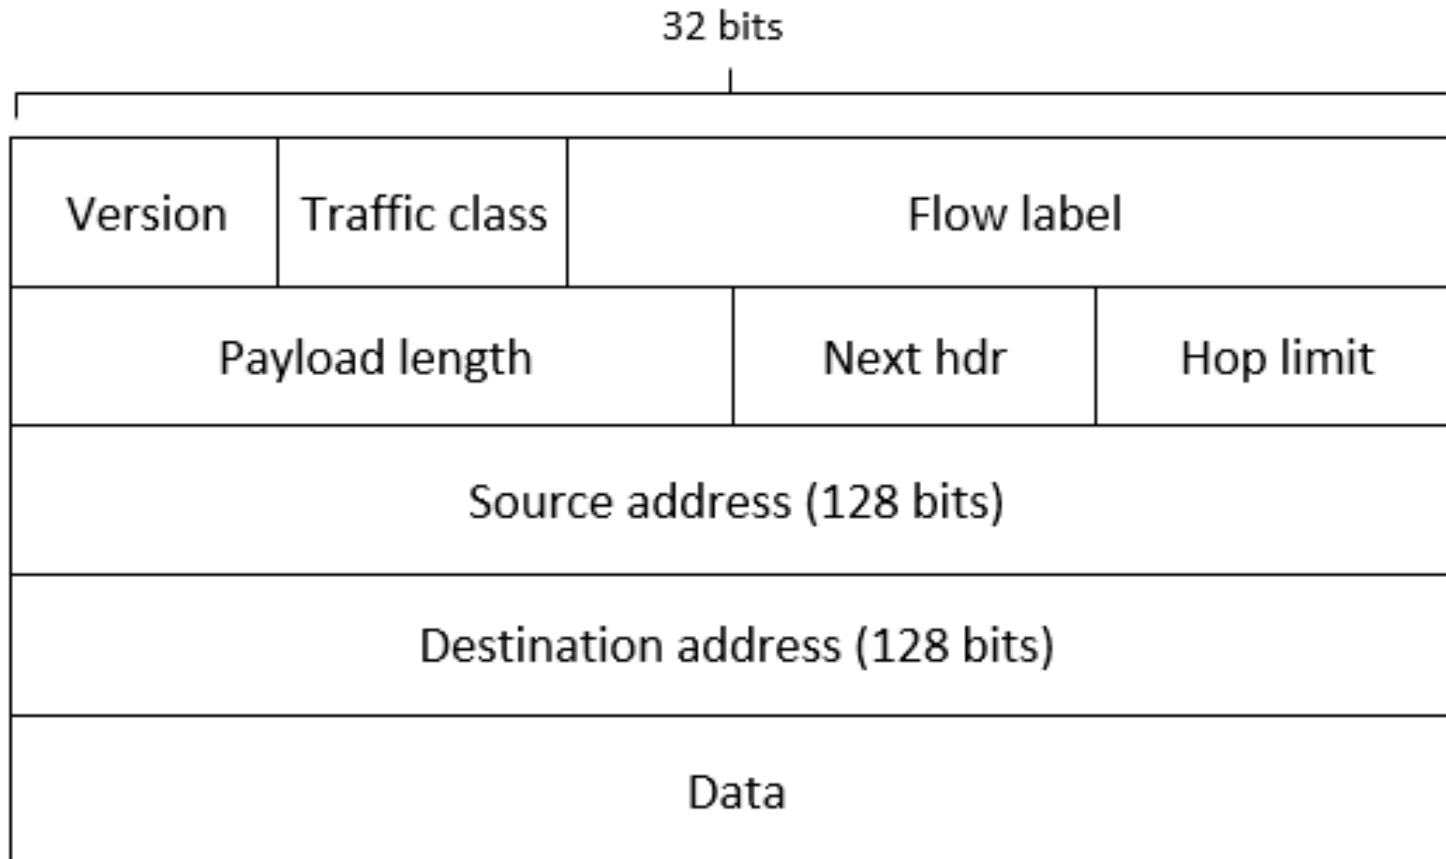 32 bits
Version
Traffic class
Flow label
Payload length
Next hdr
Hop limit
Source address (128 bits)
Destination address (128 bits)
Data